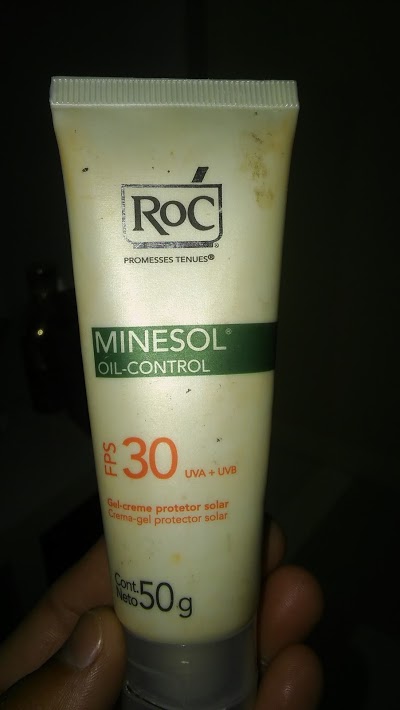 RoC®
PROMESSES TENUES®
MINESOL®
OIL-CONTROL
FPS 30 UVA + UVB
Gel-creme protetor solar
Crema-gel protector solar
Cont.
Neto 50 g